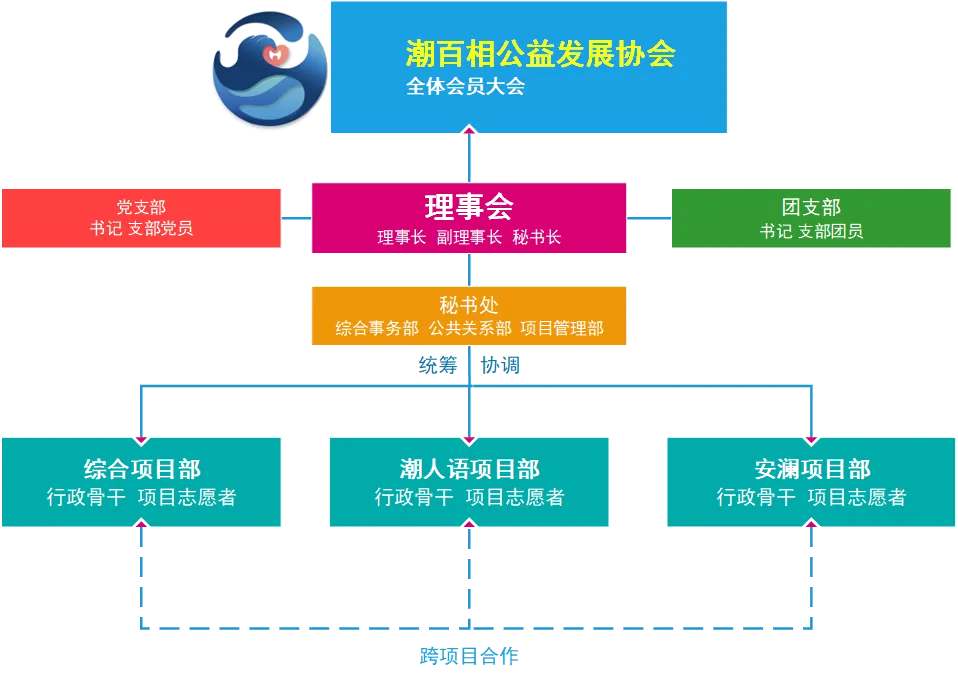 潮百相公益发展协会
全体会员大会
党支部
书记 支部党员
理事会
理事长 副理事长 秘书长
团支部
书记 支部团员
秘书处
综合事务部 公共关系部 项目管理部
统筹 协调
综合项目部
行政骨干 项目志愿者
潮人语项目部
行政骨干 项目志愿者
安澜项目部
行政骨干 项目志愿者
跨项目合作